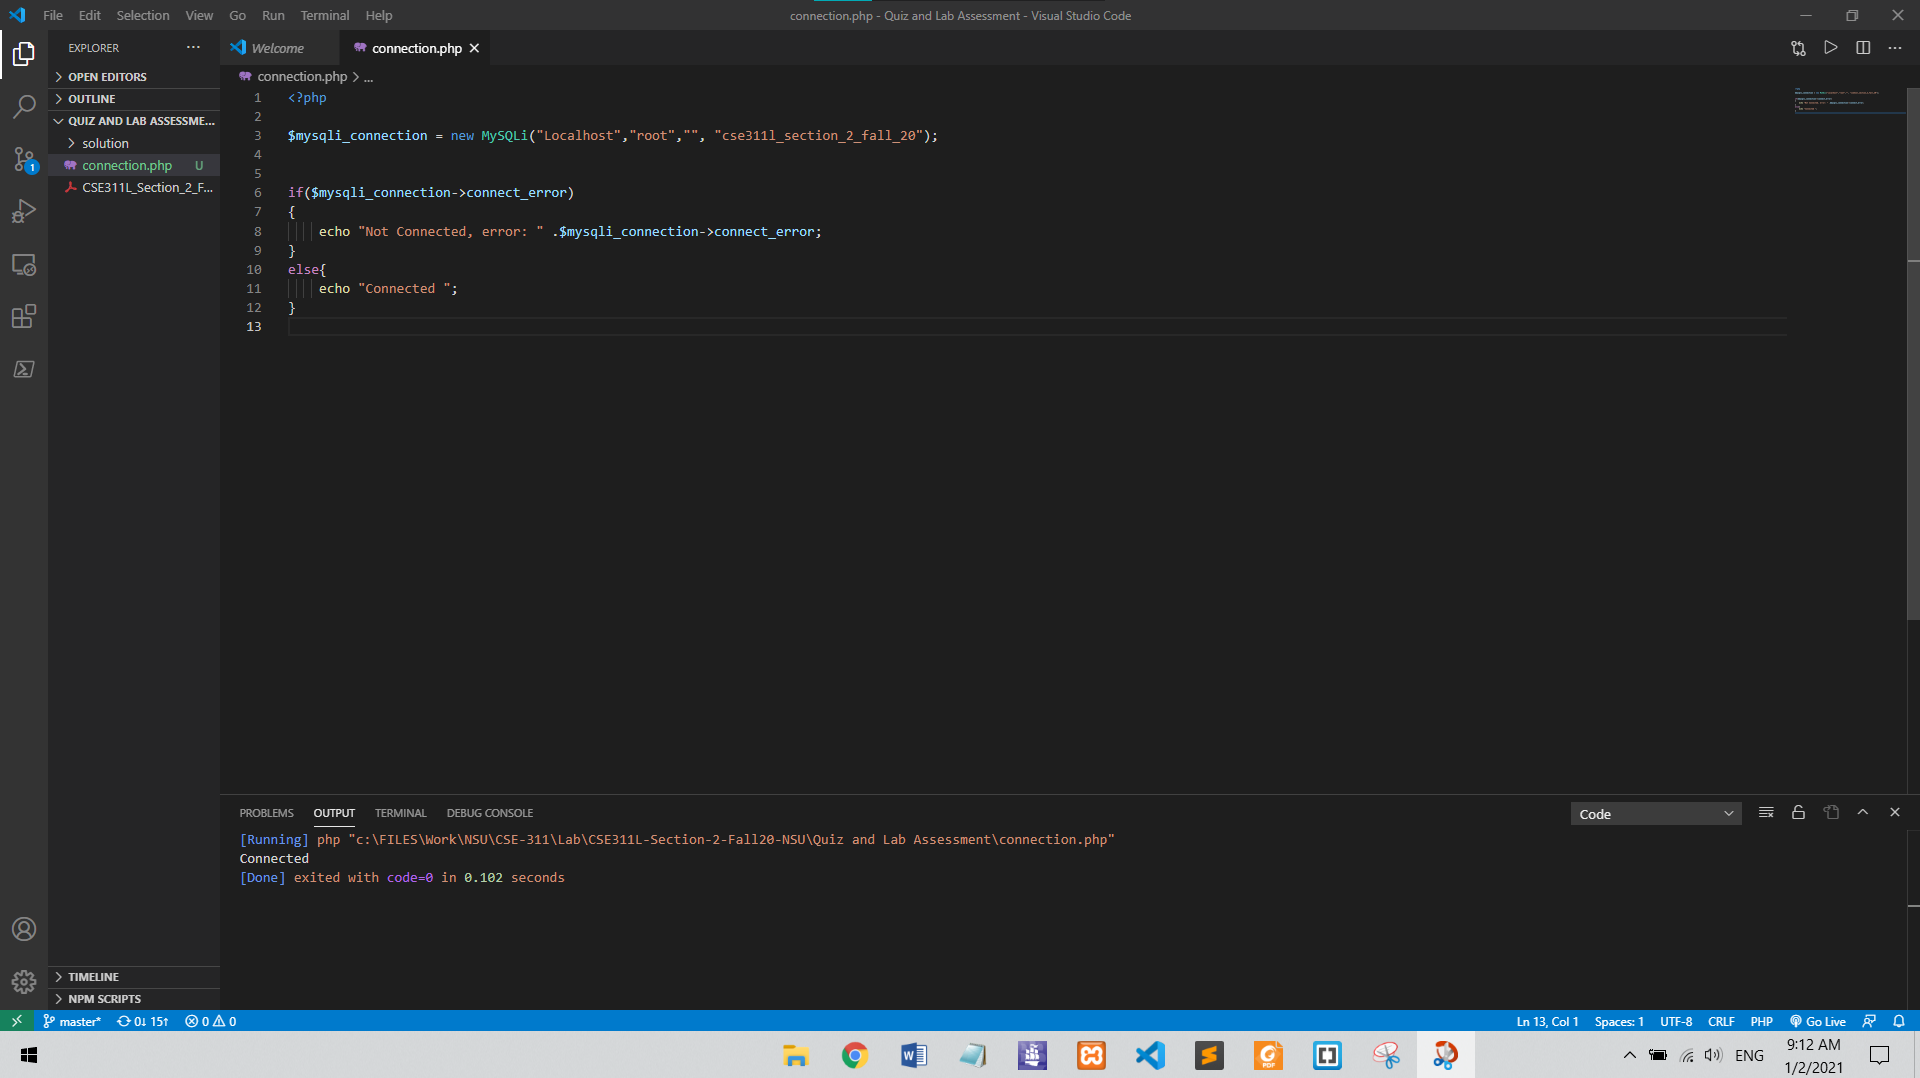 File Edit Selection View Go Run Terminal Help
connection.php - Quiz and Lab Assessment - Visual Studio Code
EXPLORER
OPEN EDITORS
OUTLINE
QUIZ AND LAB ASSESSME...
solution
connection.php U
CSE311L_Section_2_F...
1
TIMELINE
NPM SCRIPTS
Welcome
connection.php
connection.php > ...
1 <?php
2
3 $mysqli_connection = new MySQLi("Localhost","root","", "cse311l_section_2_fall_20");
4
5
6 if($mysqli_connection->connect_error)
7 {
8 echo "Not Connected, error: " .$mysqli_connection->connect_error;
9 }
10 else{
11 echo "Connected ";
12 }
13
PROBLEMS OUTPUT TERMINAL DEBUG CONSOLE
Code
[Running] php "c:\FILES\Work\NSU\CSE-311\Lab\CSE311L-Section-2-Fall20-NSU\Quiz and Lab Assessment\connection.php"
Connected
[Done] exited with code=0 in 0.102 seconds
master* 0↓ 15↑ 0 0
Ln 13, Col 1 Spaces: 1 UTF-8 CRLF PHP Go Live
PDF
ENG
9:12 AM
1/2/2021